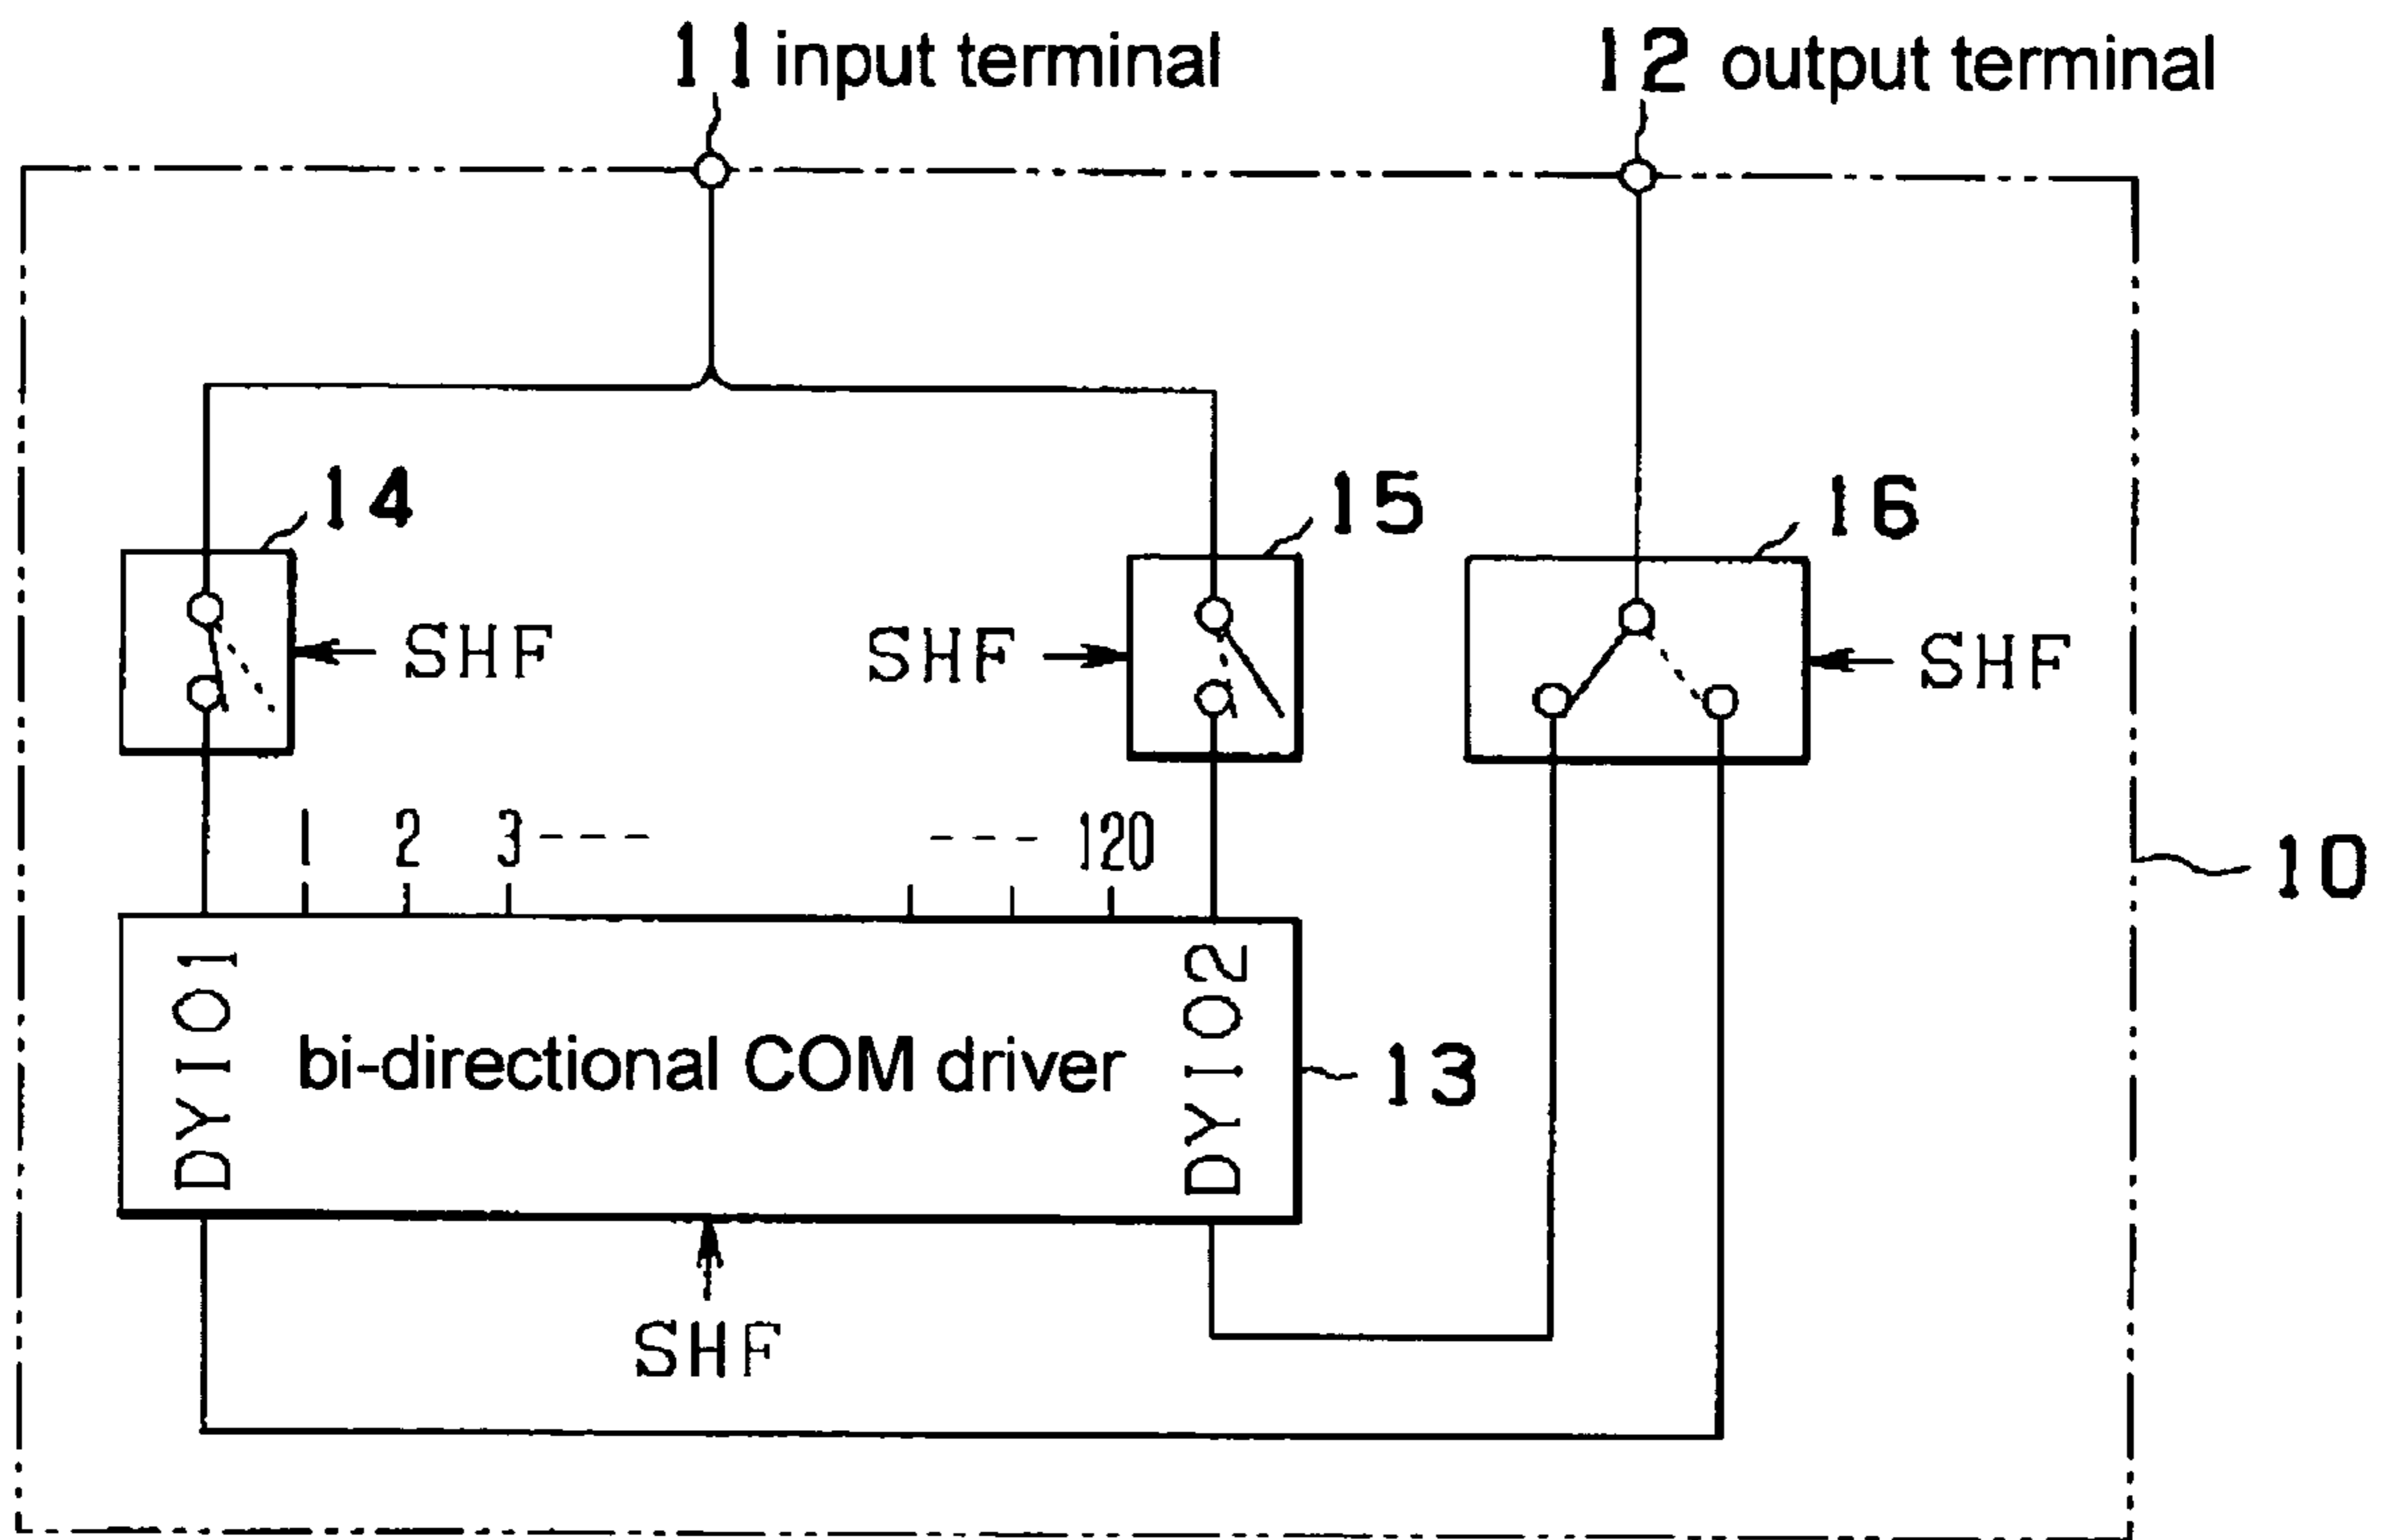 11 input terminal
12 output terminal
14
15
16
SHF
SHF
SHF
1 2 3 ---- --- 120
10
DYIO1
bi-directional COM driver
DYIO2
13
SHF